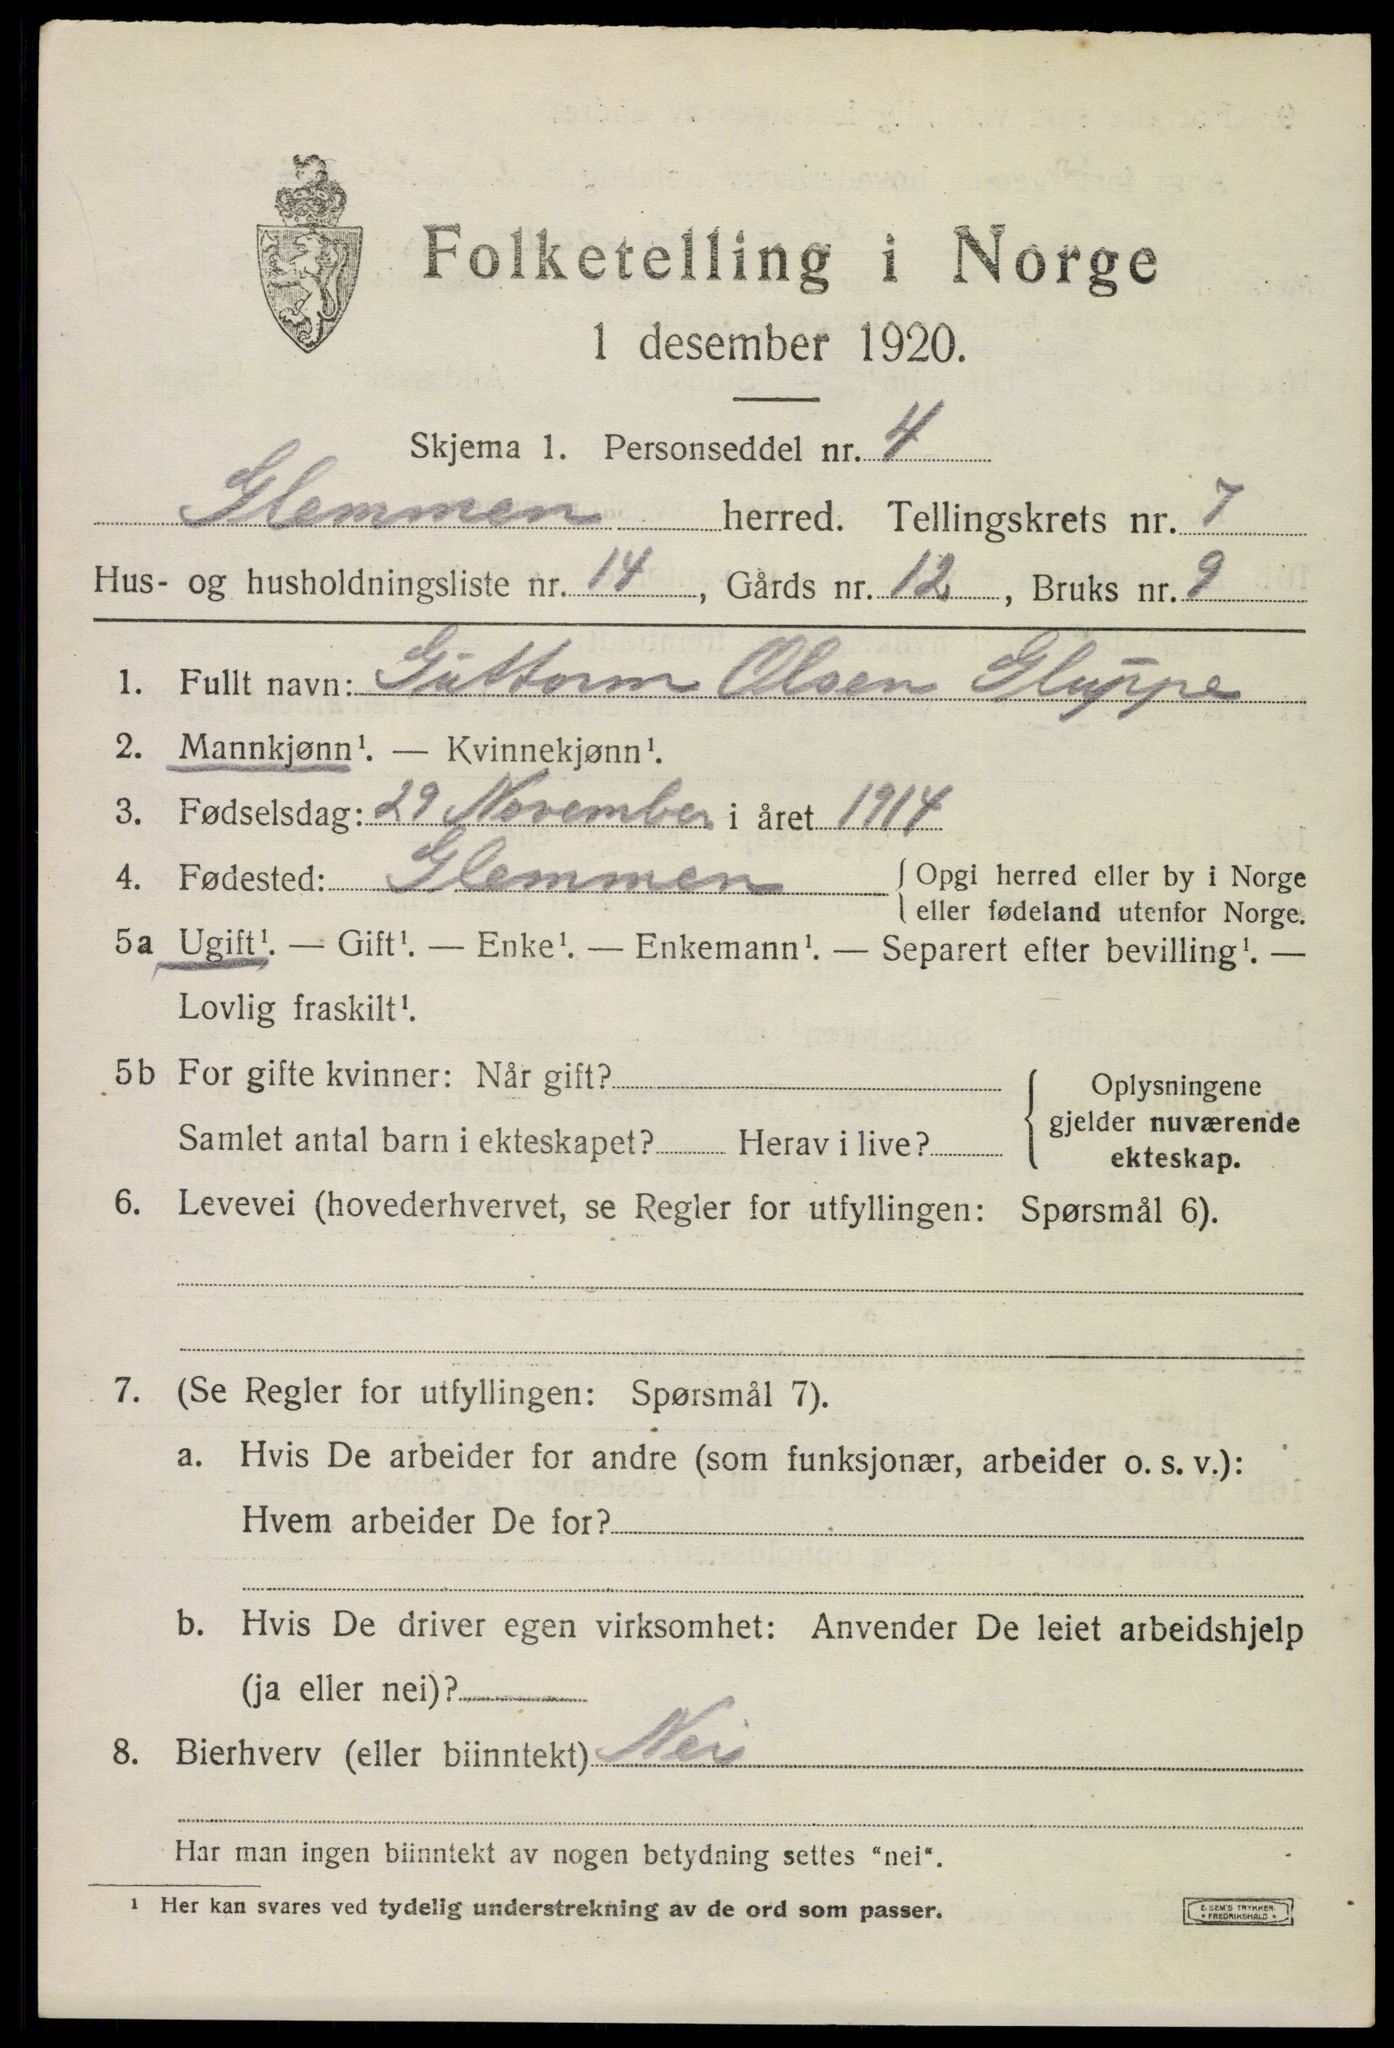 Folketelling i Norge
1 desember 1920.
Skjema 1. Personseddel nr. 4
Glemmen herred. Tellingskrets nr. 7
Hus- og husholdningsliste nr. 14, Gårds nr. 12, Bruks nr. 9
1. Fullt navn: Guttorm Olsen Gluppe
2. Mannkjønn¹. — Kvinnekjønn¹.
3. Fødselsdag: 29 November i året 1914
4. Fødested: Glemmen { Opgi herred eller by i Norge
eller fødeland utenfor Norge.
5a Ugift¹. — Gift¹. — Enke¹. — Enkemann¹. — Separert efter bevilling¹. —
Lovlig fraskilt¹.
5b For gifte kvinner: Når gift?
Samlet antal barn i ekteskapet? Herav i live?
{ Oplysningene
gjelder nuværende
ekteskap.
6. Levevei (hovederhvervet, se Regler for utfyllingen: Spørsmål 6).
7. (Se Regler for utfyllingen: Spørsmål 7).
a. Hvis De arbeider for andre (som funksjonær, arbeider o. s. v.):
Hvem arbeider De for?
b. Hvis De driver egen virksomhet: Anvender De leiet arbeidshjelp
(ja eller nei)?
8. Bierhverv (eller biinntekt) Nei
Har man ingen biinntekt av nogen betydning settes "nei".
¹ Her kan svares ved tydelig understrekning av de ord som passer.
E. SEM'S TRYKKER.
* FREDRIKSHALD *